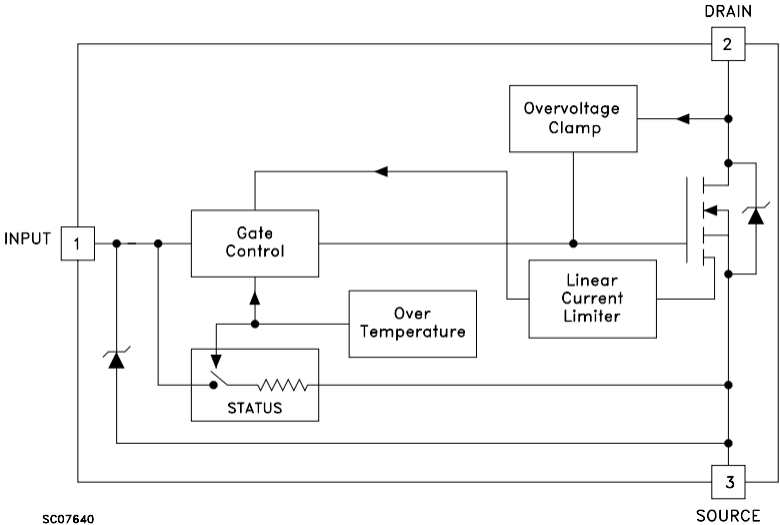 DRAIN
2
Overvoltage
Clamp
INPUT
1
Gate
Control
Linear
Current
Limiter
Over
Temperature
STATUS
3
SC07640
SOURCE